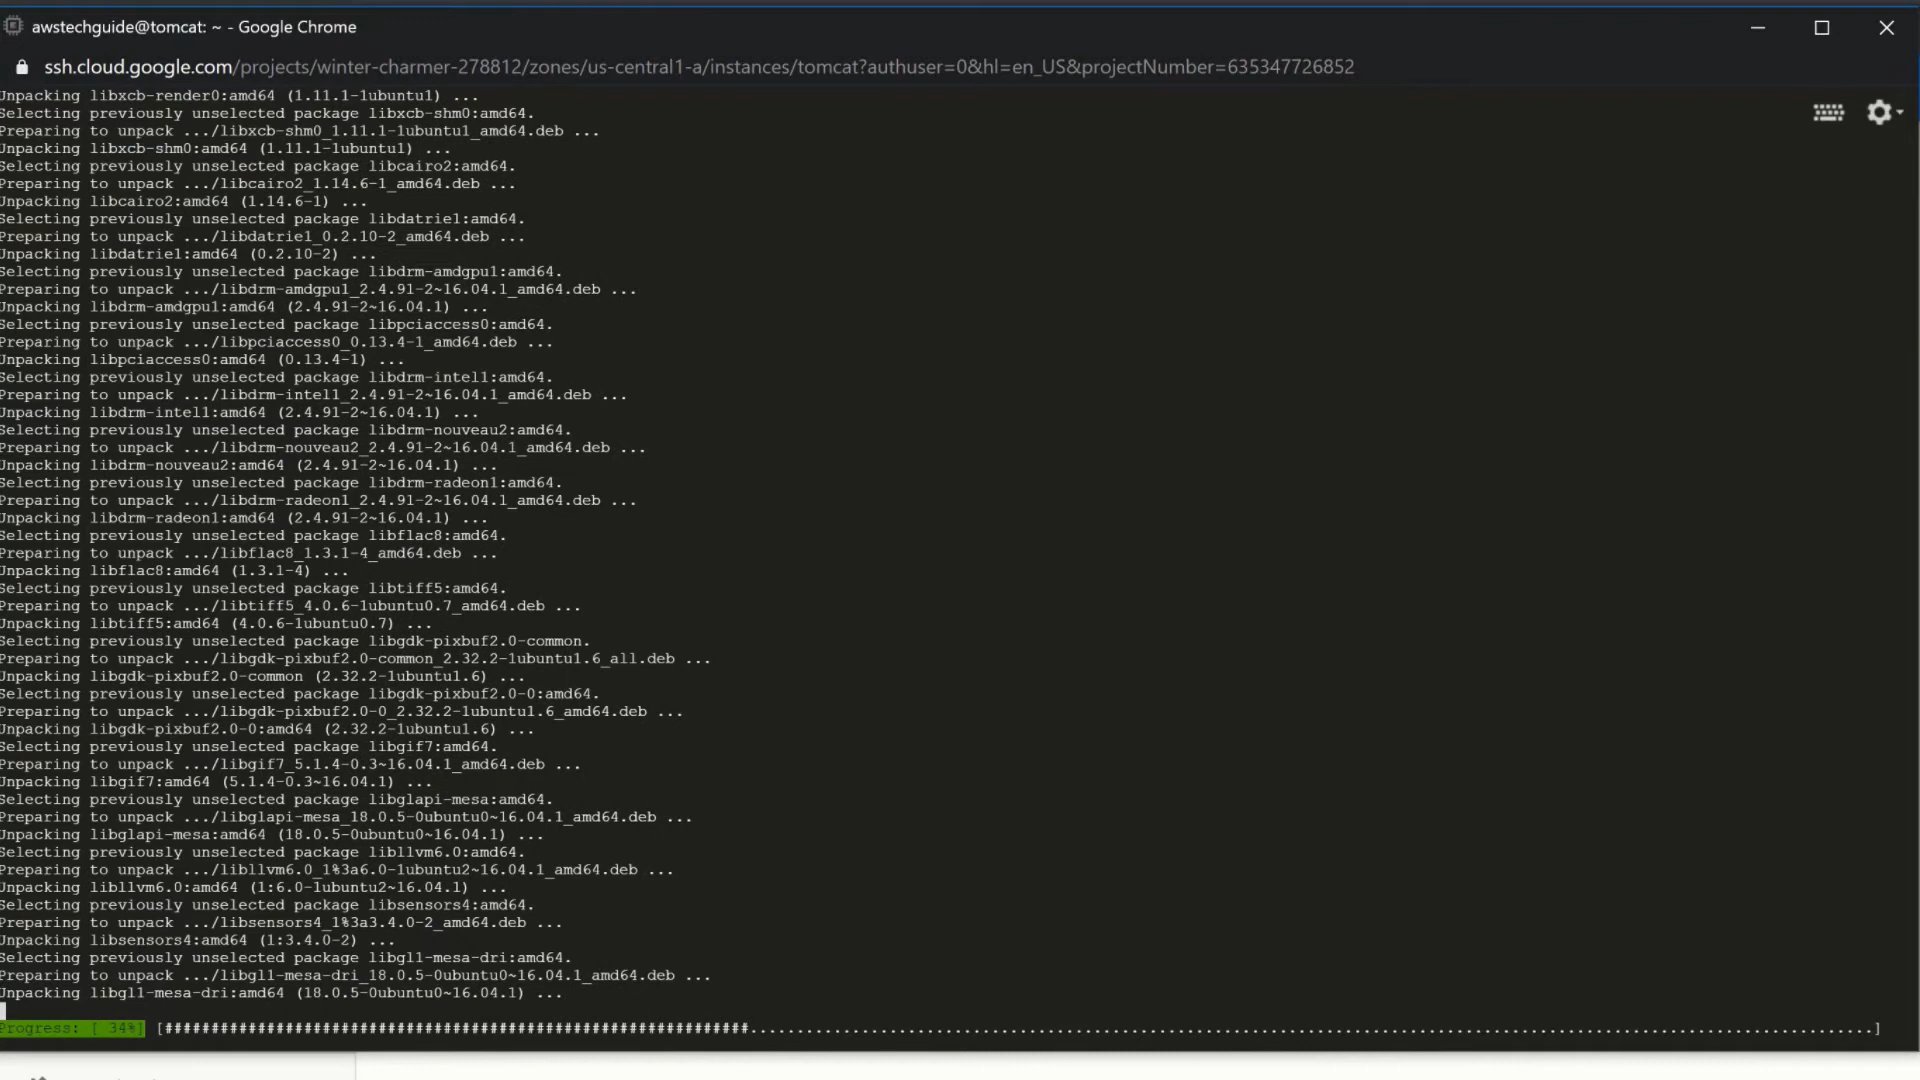 awstechguide@tomcat: ~ - Google Chrome
ssh.cloud.google.com/projects/winter-charmer-278812/zones/us-central1-a/instances/tomcat?authuser=0&hl=en_US&projectNumber=635347726852
Unpacking libxcb-render0:amd64 (1.11.1-1ubuntu1) ...
Selecting previously unselected package libxcb-shm0:amd64.
Preparing to unpack .../libxcb-shm0_1.11.1-1ubuntu1_amd64.deb ...
Unpacking libxcb-shm0:amd64 (1.11.1-1ubuntu1) ...
Selecting previously unselected package libcairo2:amd64.
Preparing to unpack .../libcairo2_1.14.6-1_amd64.deb ...
Unpacking libcairo2:amd64 (1.14.6-1) ...
Selecting previously unselected package libdatrie1:amd64.
Preparing to unpack .../libdatrie1_0.2.10-2_amd64.deb ...
Unpacking libdatrie1:amd64 (0.2.10-2) ...
Selecting previously unselected package libdrm-amdgpu1:amd64.
Preparing to unpack .../libdrm-amdgpu1_2.4.91-2~16.04.1_amd64.deb ...
Unpacking libdrm-amdgpu1:amd64 (2.4.91-2~16.04.1) ...
Selecting previously unselected package libpciaccess0:amd64.
Preparing to unpack .../libpciaccess0_0.13.4-1_amd64.deb ...
Unpacking libpciaccess0:amd64 (0.13.4-1) ...
Selecting previously unselected package libdrm-intel1:amd64.
Preparing to unpack .../libdrm-intel1_2.4.91-2~16.04.1_amd64.deb ...
Unpacking libdrm-intel1:amd64 (2.4.91-2~16.04.1) ...
Selecting previously unselected package libdrm-nouveau2:amd64.
Preparing to unpack .../libdrm-nouveau2_2.4.91-2~16.04.1_amd64.deb ...
Unpacking libdrm-nouveau2:amd64 (2.4.91-2~16.04.1) ...
Selecting previously unselected package libdrm-radeon1:amd64.
Preparing to unpack .../libdrm-radeon1_2.4.91-2~16.04.1_amd64.deb ...
Unpacking libdrm-radeon1:amd64 (2.4.91-2~16.04.1) ...
Selecting previously unselected package libflac8:amd64.
Preparing to unpack .../libflac8_1.3.1-4_amd64.deb ...
Unpacking libflac8:amd64 (1.3.1-4) ...
Selecting previously unselected package libtiff5:amd64.
Preparing to unpack .../libtiff5_4.0.6-1ubuntu0.7_amd64.deb ...
Unpacking libtiff5:amd64 (4.0.6-1ubuntu0.7) ...
Selecting previously unselected package libgdk-pixbuf2.0-common.
Preparing to unpack .../libgdk-pixbuf2.0-common_2.32.2-1ubuntu1.6_all.deb ...
Unpacking libgdk-pixbuf2.0-common (2.32.2-1ubuntu1.6) ...
Selecting previously unselected package libgdk-pixbuf2.0-0:amd64.
Preparing to unpack .../libgdk-pixbuf2.0-0_2.32.2-1ubuntu1.6_amd64.deb ...
Unpacking libgdk-pixbuf2.0-0:amd64 (2.32.2-1ubuntu1.6) ...
Selecting previously unselected package libgif7:amd64.
Preparing to unpack .../libgif7_5.1.4-0.3~16.04.1_amd64.deb ...
Unpacking libgif7:amd64 (5.1.4-0.3~16.04.1) ...
Selecting previously unselected package libglapi-mesa:amd64.
Preparing to unpack .../libglapi-mesa_18.0.5-0ubuntu0~16.04.1_amd64.deb ...
Unpacking libglapi-mesa:amd64 (18.0.5-0ubuntu0~16.04.1) ...
Selecting previously unselected package libllvm6.0:amd64.
Preparing to unpack .../libllvm6.0_1%3a6.0-1ubuntu2~16.04.1_amd64.deb ...
Unpacking libllvm6.0:amd64 (1:6.0-1ubuntu2~16.04.1) ...
Selecting previously unselected package libsensors4:amd64.
Preparing to unpack .../libsensors4_1%3a3.4.0-2_amd64.deb ...
Unpacking libsensors4:amd64 (1:3.4.0-2) ...
Selecting previously unselected package libgl1-mesa-dri:amd64.
Preparing to unpack .../libgl1-mesa-dri_18.0.5-0ubuntu0~16.04.1_amd64.deb ...
Unpacking libgl1-mesa-dri:amd64 (18.0.5-0ubuntu0~16.04.1) ...
Progress: [ 34%] [###############################################################.........................................................................................................................]